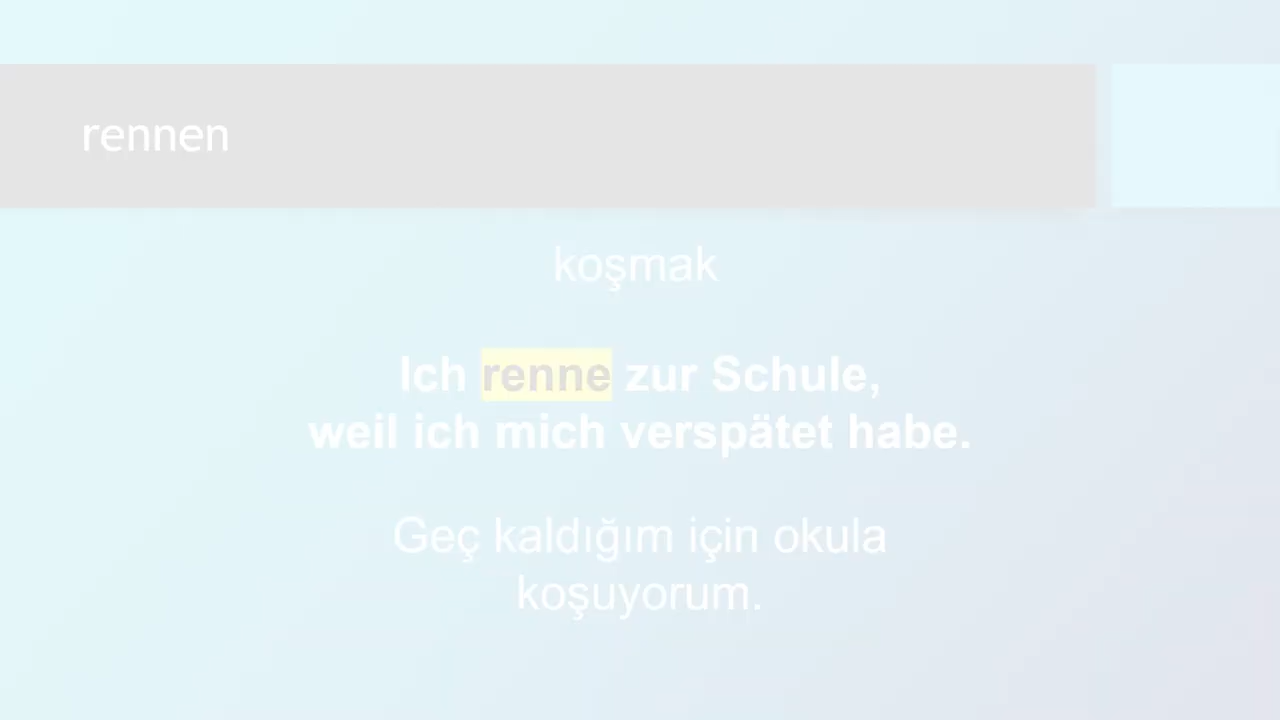 rennen
koşmak
Ich renne zur Schule,
weil ich mich verspätet habe.
Geç kaldığım için okula
koşuyorum.